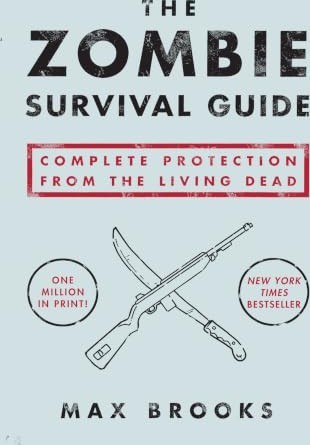 THE
ZOMBIE
SURVIVAL GUIDE
COMPLETE PROTECTION
FROM THE LIVING DEAD
ONE
MILLION
IN PRINT!
NEW YORK
TIMES
BESTSELLER
MAX BROOKS